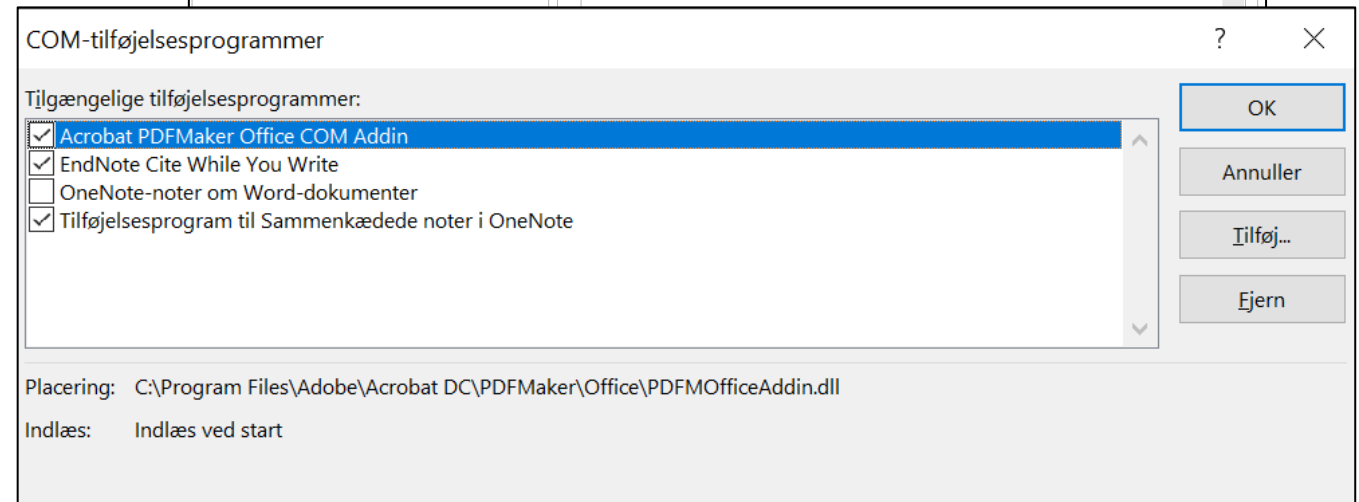 COM-tilføjelsesprogrammer
?
Tilgængelige tilføjelsesprogrammer:
OK
Acrobat PDFMaker Office COM Addin
EndNote Cite While You Write
Annuller
OneNote-noter om Word-dokumenter
Tilføjelsesprogram til Sammenkædede noter i OneNote
Tilføj...
Fjern
Placering: C:\Program Files\Adobe\Acrobat DC\PDFMaker\Office\PDFMOfficeAddin.dll
Indlæs: Indlæs ved start